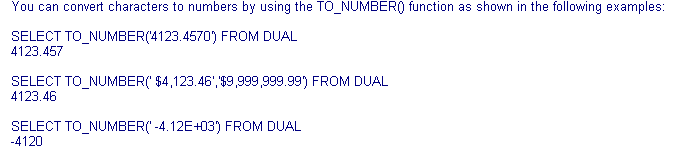 You can convert characters to numbers by using the TO_NUMBER() function as shown in the following examples:
SELECT TO_NUMBER('4123.4570') FROM DUAL
4123.457
SELECT TO_NUMBER(' $4,123.46','$9,999,999.99') FROM DUAL
4123.46
SELECT TO_NUMBER(' -4.12E+03') FROM DUAL
-4120